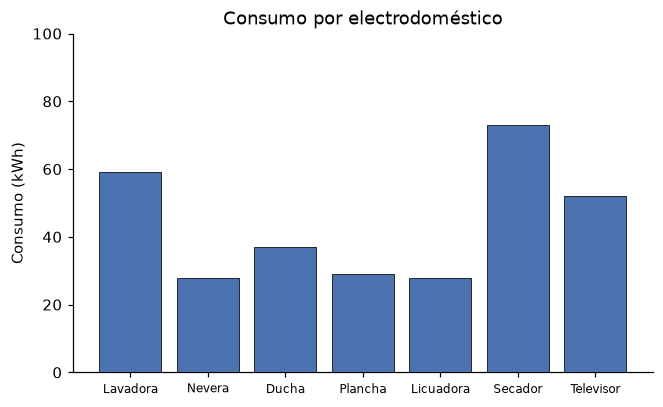 Consumo por electrodoméstico
Consumo (kWh)
100
80
60
40
20
0
Lavadora Nevera Ducha Plancha Licuadora Secador Televisor